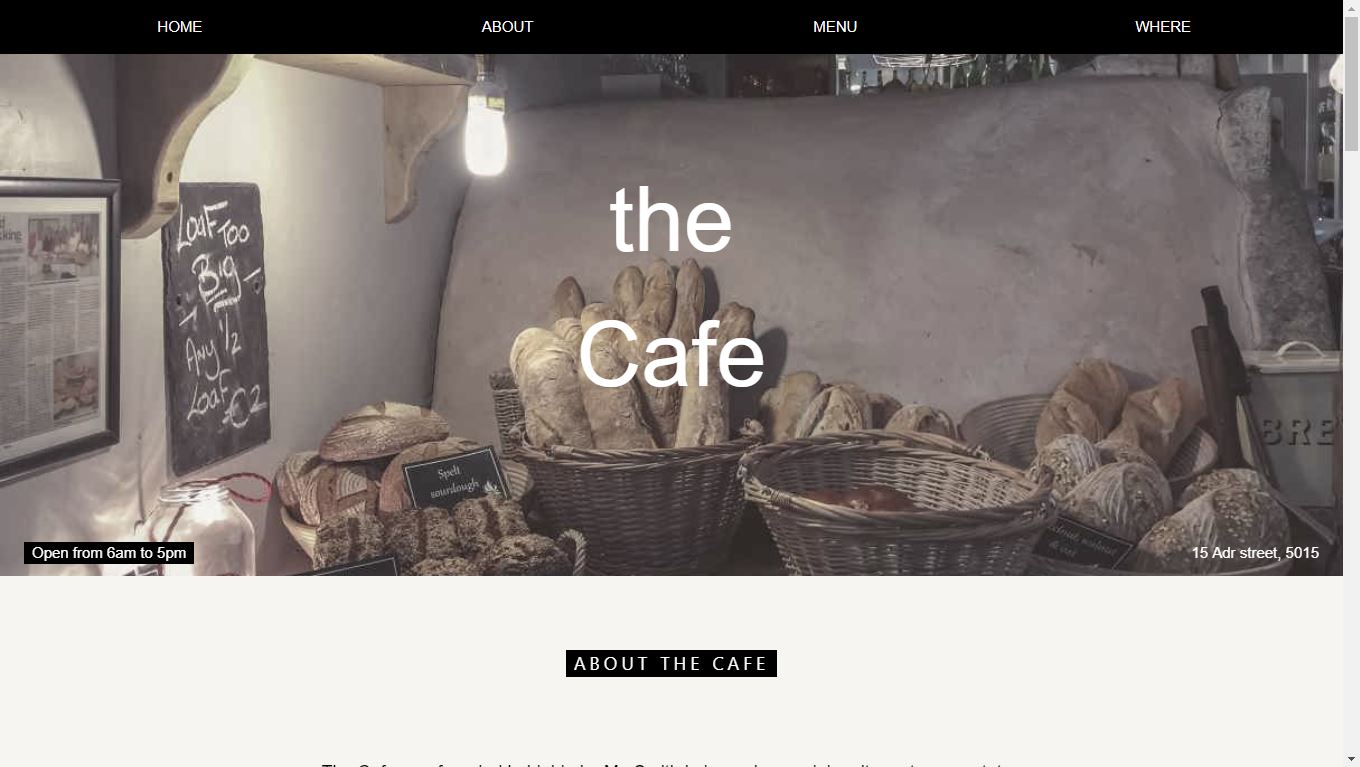 HOME
ABOUT
MENU
WHERE
the
Cafe
LOAF TOO
BIG
ANY 1/2
LOAF €2
Spelt
sourdough
BRE
Open from 6am to 5pm
15 Adr street, 5015
ABOUT THE CAFE